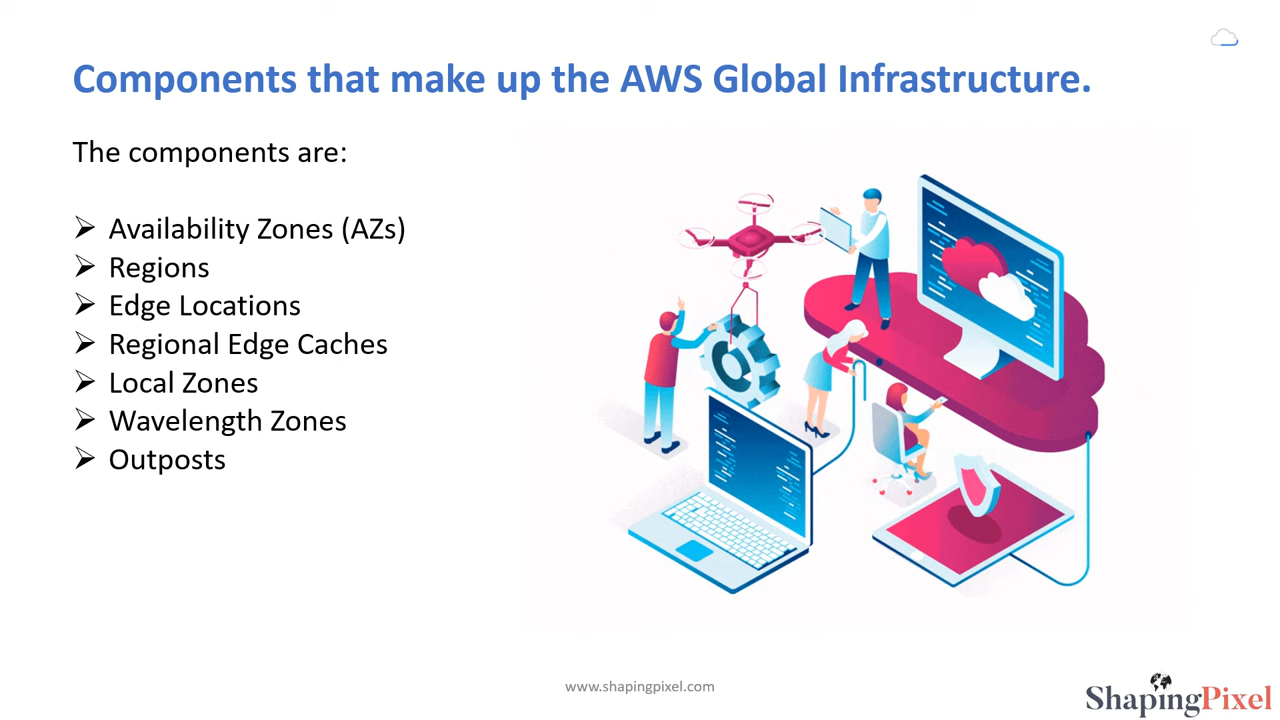 Components that make up the AWS Global Infrastructure.
The components are:
➢ Availability Zones (AZs)
➢ Regions
➢ Edge Locations
➢ Regional Edge Caches
➢ Local Zones
➢ Wavelength Zones
➢ Outposts
www.shapingpixel.com
ShapingPixel